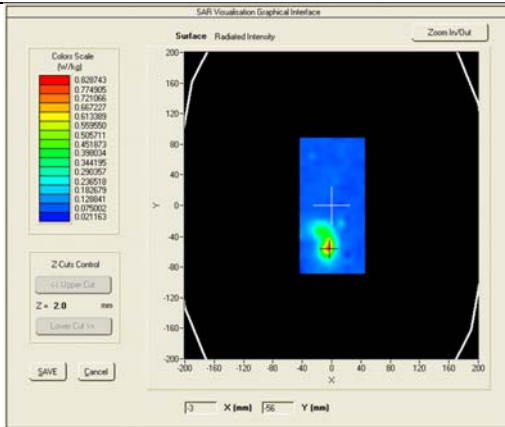 SAR Visualisation Graphical Interface
Surface Radiated Intensity
Zoom In/Out
Colors Scale
(W/kg)
0.828743
0.774905
0.721066
0.667227
0.613389
0.559550
0.505711
0.451873
0.398034
0.344195
0.290357
0.236518
0.182679
0.128841
0.075002
0.021163
Z-Cuts Control
<< Upper Cut
Z = 2.0 mm
Lower Cut >>
SAVE Cancel
200
160
120
80
40
0
-40
-80
-120
-160
-200
Y
-200 -160 -120 -80 -40 0 40 80 120 160 200
X
-3 X (mm) -56 Y (mm)